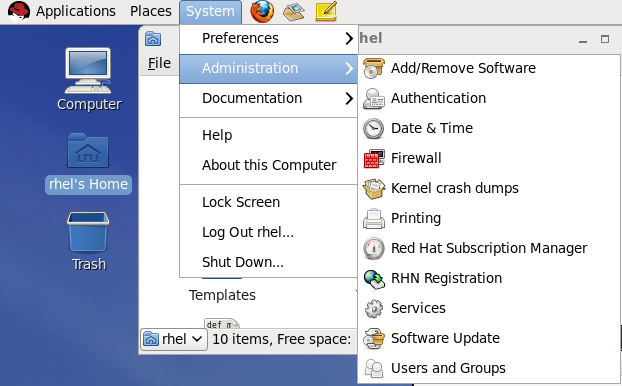 Applications Places System
Preferences
Administration
Documentation
Help
About this Computer
Lock Screen
Log Out rhel...
Shut Down...
rhel
File
Add/Remove Software
Authentication
Date & Time
Firewall
Kernel crash dumps
Printing
Red Hat Subscription Manager
RHN Registration
Services
Software Update
Users and Groups
Computer
rhel's Home
Trash
Templates
def m
rhel 10 items, Free space: